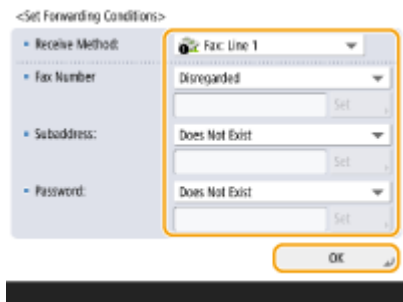 <Set Forwarding Conditions>
Receive Method:
Fax: Line 1
Fax Number
Disregarded
Set
Subaddress:
Does Not Exist
Set
Password:
Does Not Exist
Set
OK